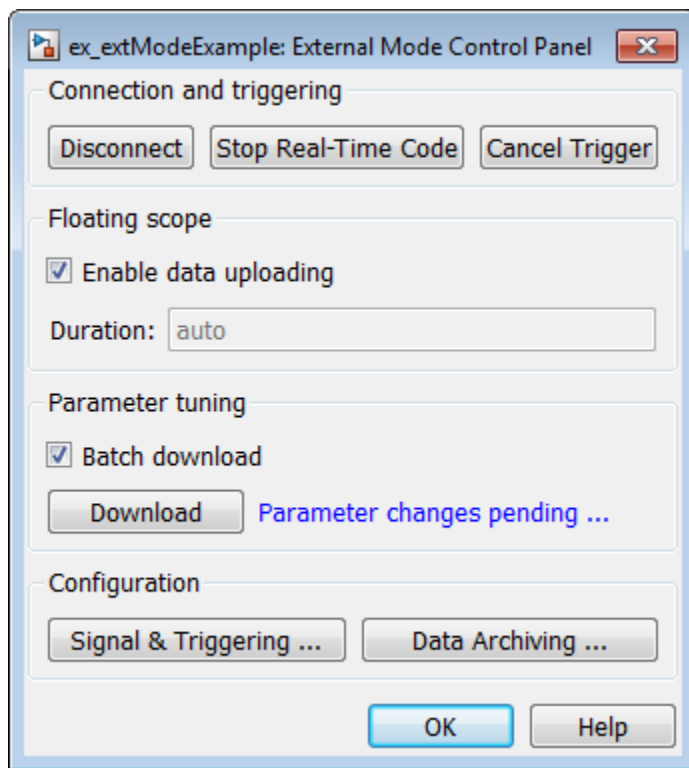 ex_extModeExample: External Mode Control Panel
Connection and triggering
Disconnect Stop Real-Time Code Cancel Trigger
Floating scope
Enable data uploading
Duration: auto
Parameter tuning
Batch download
Download Parameter changes pending ...
Configuration
Signal & Triggering ... Data Archiving ...
OK Help